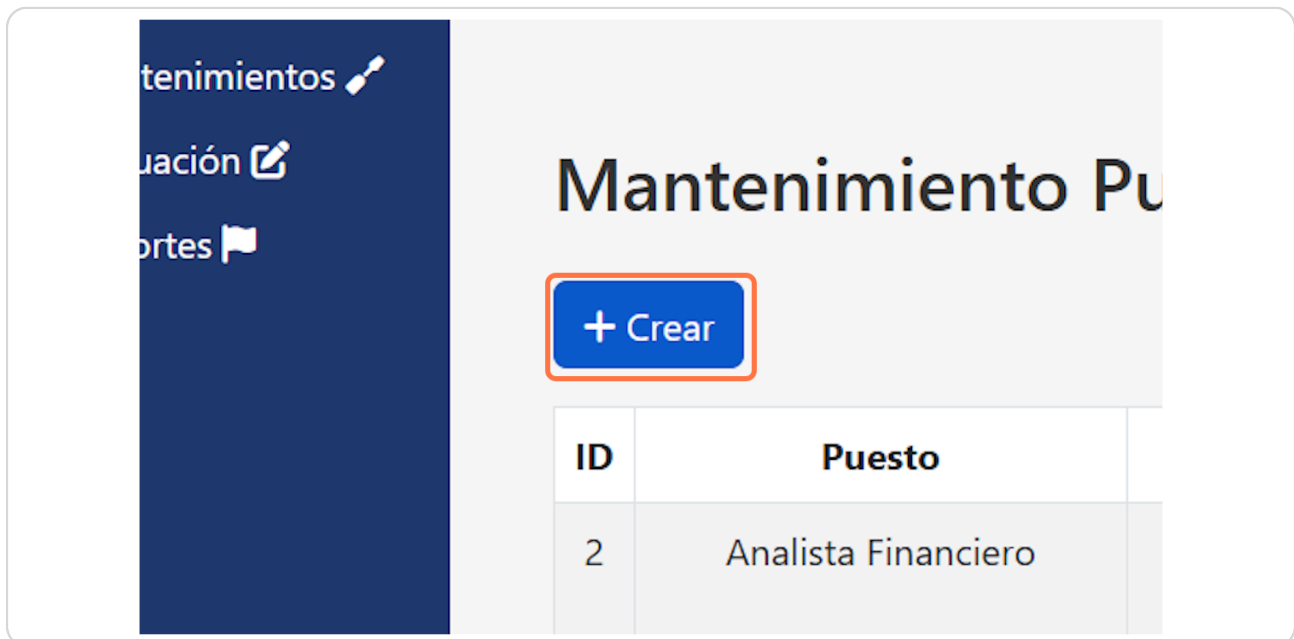 tenimientos
uación
ortes
Mantenimiento Pu
+ Crear
ID Puesto
2 Analista Financiero